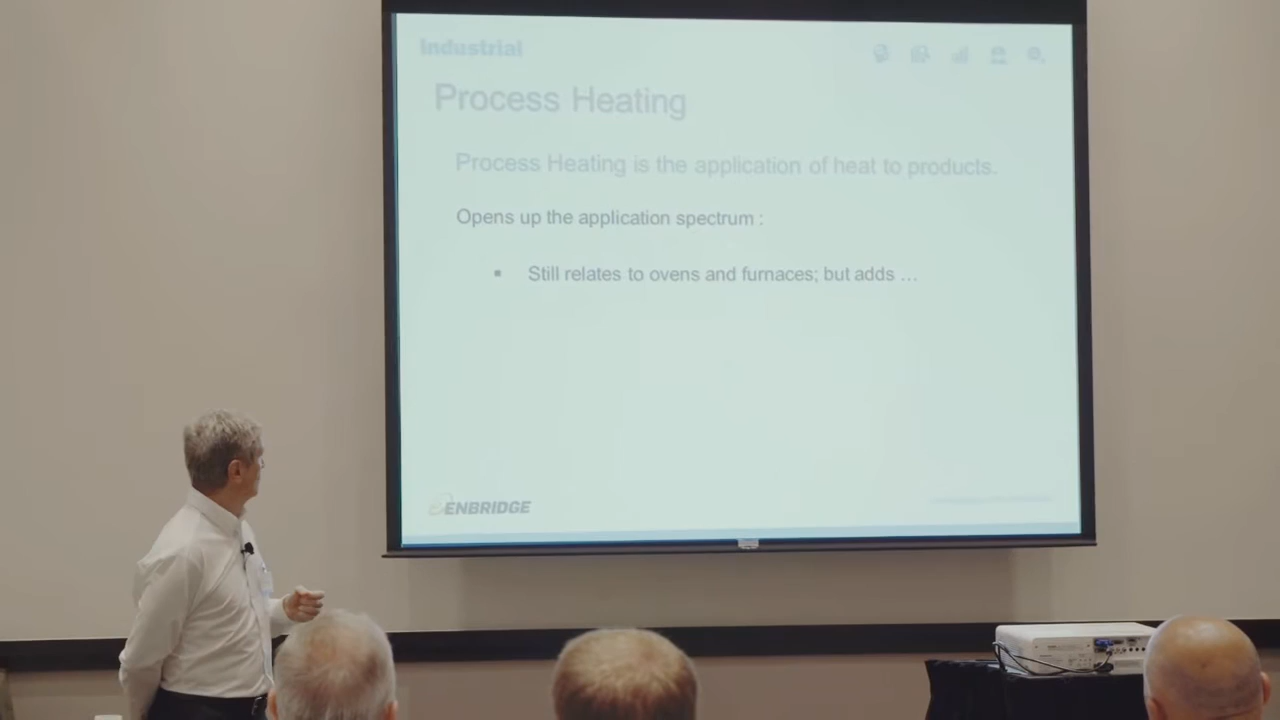 Industrial
Process Heating
Process Heating is the application of heat to products.
Opens up the application spectrum :
▪ Still relates to ovens and furnaces; but adds …
ENBRIDGE